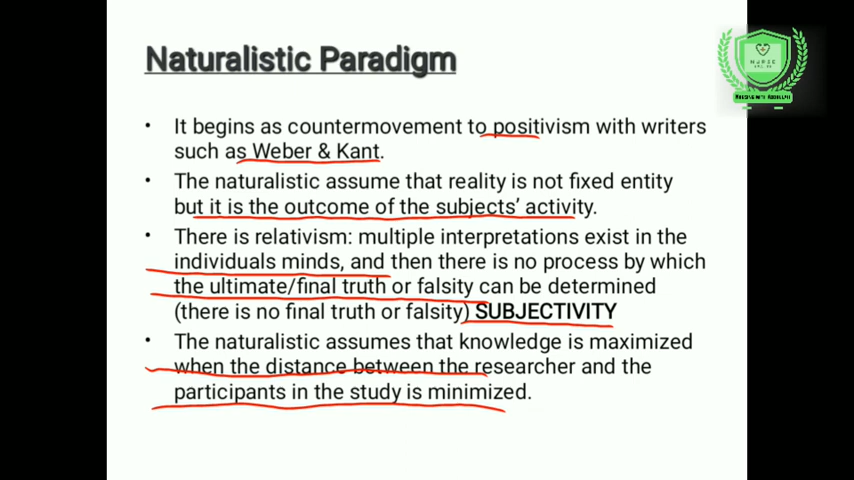 Naturalistic Paradigm
• It begins as countermovement to positivism with writers
such as Weber & Kant.
• The naturalistic assume that reality is not fixed entity
but it is the outcome of the subjects' activity.
• There is relativism: multiple interpretations exist in the
individuals minds, and then there is no process by which
the ultimate/final truth or falsity can be determined
(there is no final truth or falsity) SUBJECTIVITY
• The naturalistic assumes that knowledge is maximized
when the distance between the researcher and the
participants in the study is minimized.
NURSE